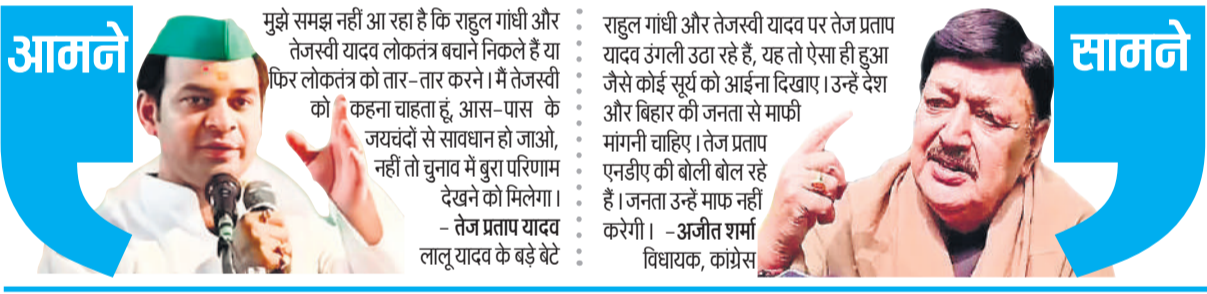 आमने
मुझे समझ नहीं आ रहा है कि राहुल गांधी और
तेजस्वी यादव लोकतंत्र बचाने निकले हैं या
फिर लोकतंत्र को तार-तार करने। मैं तेजस्वी
को कहना चाहता हूं, आस-पास के
जयचंदों से सावधान हो जाओ,
नहीं तो चुनाव में बुरा परिणाम
देखने को मिलेगा।
- तेज प्रताप यादव
लालू यादव के बड़े बेटे
राहुल गांधी और तेजस्वी यादव पर तेज प्रताप
यादव उंगली उठा रहे हैं, यह तो ऐसा ही हुआ
जैसे कोई सूर्य को आईना दिखाए। उन्हें देश
और बिहार की जनता से माफी
मांगनी चाहिए। तेज प्रताप
एनडीए की बोली बोल रहे
हैं। जनता उन्हें माफ नहीं
करेगी। -अजीत शर्मा
विधायक, कांग्रेस
सामने